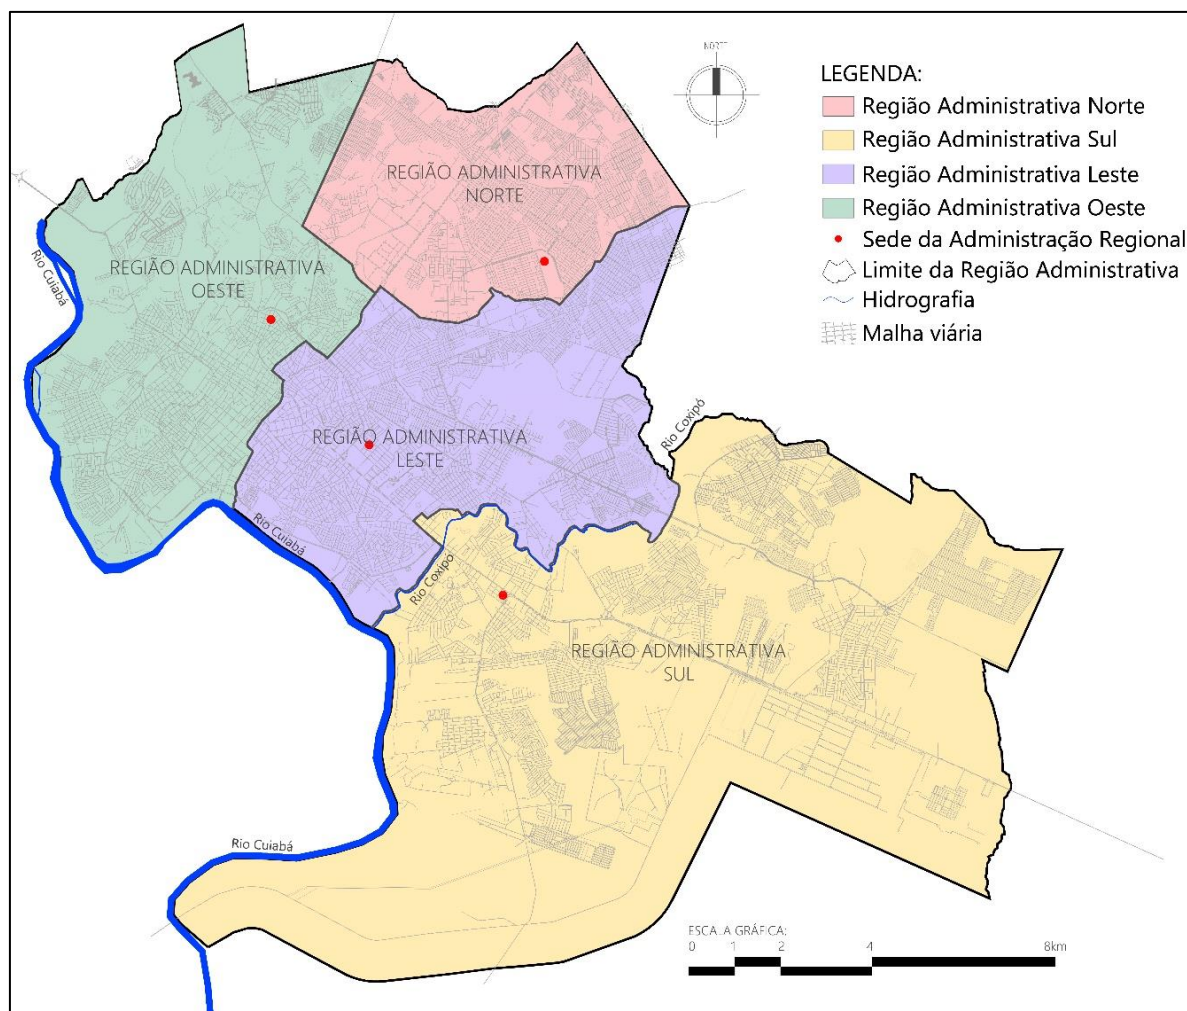 NORTE
LEGENDA:
Região Administrativa Norte
Região Administrativa Sul
Região Administrativa Leste
Região Administrativa Oeste
Sede da Administração Regional
Limite da Região Administrativa
Hidrografia
Malha viária
REGIÃO ADMINISTRATIVA
NORTE
REGIÃO ADMINISTRATIVA
OESTE
Rio Cuiabá
REGIÃO ADMINISTRATIVA
LESTE
Rio Coxipó
Rio Cuiabá
Rio Coxipó
REGIÃO ADMINISTRATIVA
SUL
Rio Cuiabá
ESCALA GRÁFICA:
0 1 2 4 8km